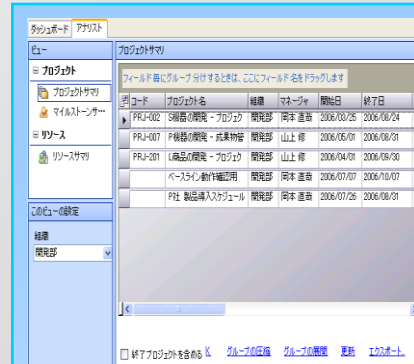 ダッシュボード アナリスト
ビュー
プロジェクト
プロジェクトサマリ
マイルストーンサ...
リソース
リソースサマリ
このビューの設定
組織
開発部
プロジェクトサマリ
フィールド毎にグループ分けするときは、ここにフィールド名をドラッグします
コード プロジェクト名 組織 マネージャ 開始日 終了日
PRJ-002 S機器の開発 - プロジェク 開発部 岡本 直哉 2006/03/25 2006/08/24
PRJ-007 P機器の開発 - 成果物管 開発部 山上 修 2006/05/01 2006/08/31
PRJ-201 L商品の開発 - プロジェク 開発部 山上 修 2006/04/01 2006/09/30
ベースライン動作確認用 開発部 岡本 直哉 2006/07/07 2006/10/07
P社 製品導入スケジュール 開発部 岡本 直哉 2006/07/26 2006/08/31
終了プロジェクトを含める K グループの圧縮 グループの展開 更新 エクスポート.